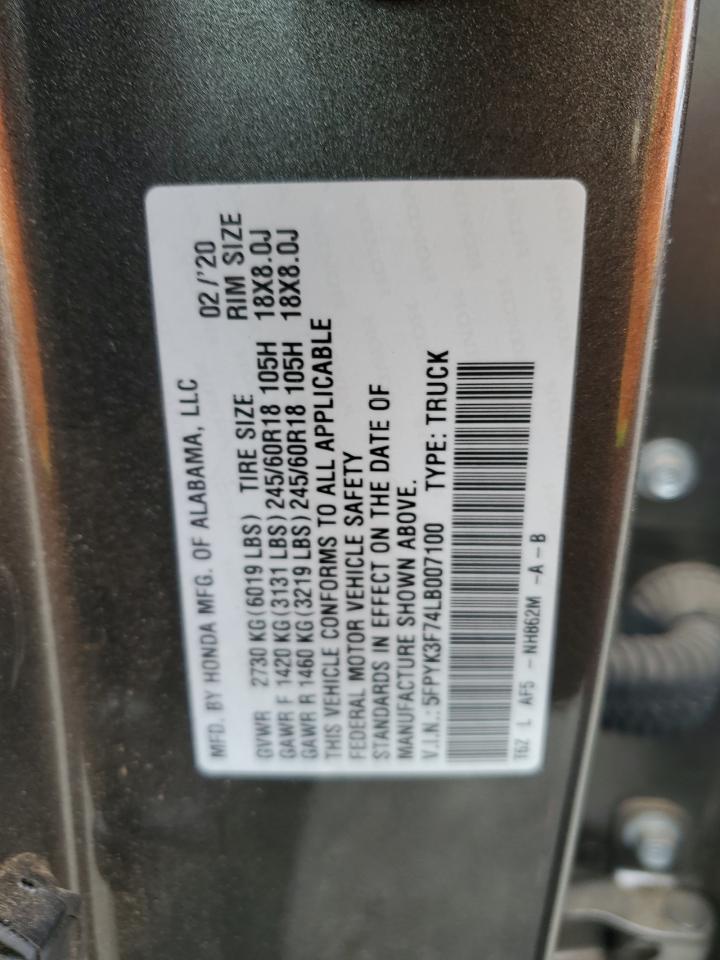 MFD. BY HONDA MFG. OF ALABAMA, LLC 02/'20
GVWR 2730 KG(6019 LBS) TIRE SIZE RIM SIZE
GAWR F 1420 KG(3131 LBS) 245/60R18 105H 18X8.0J
GAWR R 1460 KG(3219 LBS) 245/60R18 105H 18X8.0J
THIS VEHICLE CONFORMS TO ALL APPLICABLE
FEDERAL MOTOR VEHICLE SAFETY
STANDARDS IN EFFECT ON THE DATE OF
MANUFACTURE SHOWN ABOVE.
V.I.N.: 5FPYK3F74LB007100 TYPE: TRUCK
T6Z L AF5 -NH862M -A-B